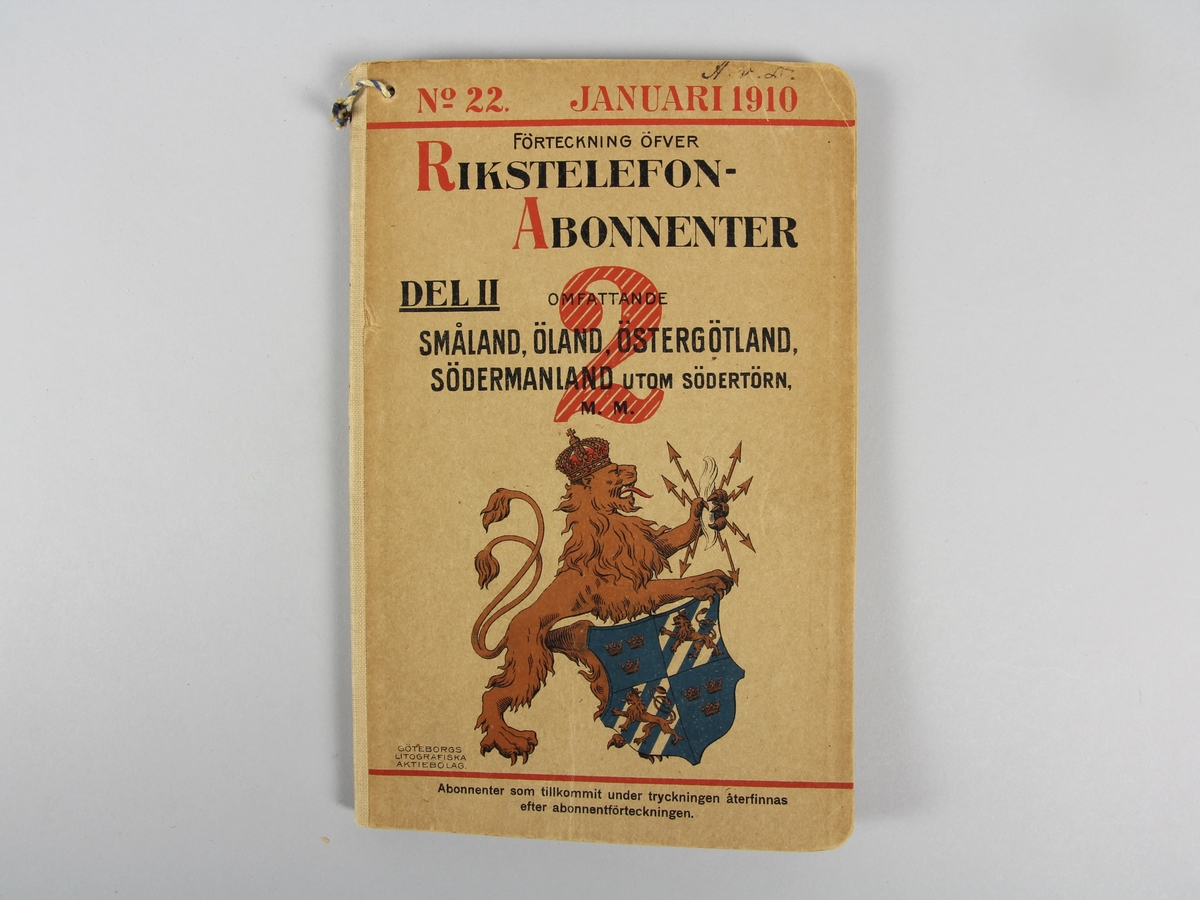 A. v. D.
Nº 22. JANUARI 1910
FÖRTECKNING ÖFVER
RIKSTELEFON-
ABONNENTER
2
DEL II OMFATTANDE
SMÅLAND, ÖLAND, ÖSTERGÖTLAND,
SÖDERMANLAND UTOM SÖDERTÖRN,
M. M.
GÖTEBORGS
LITOGRAFISKA
AKTIEBOLAG.
Abonnenter som tillkommit under tryckningen återfinnas
efter abonnentförteckningen.